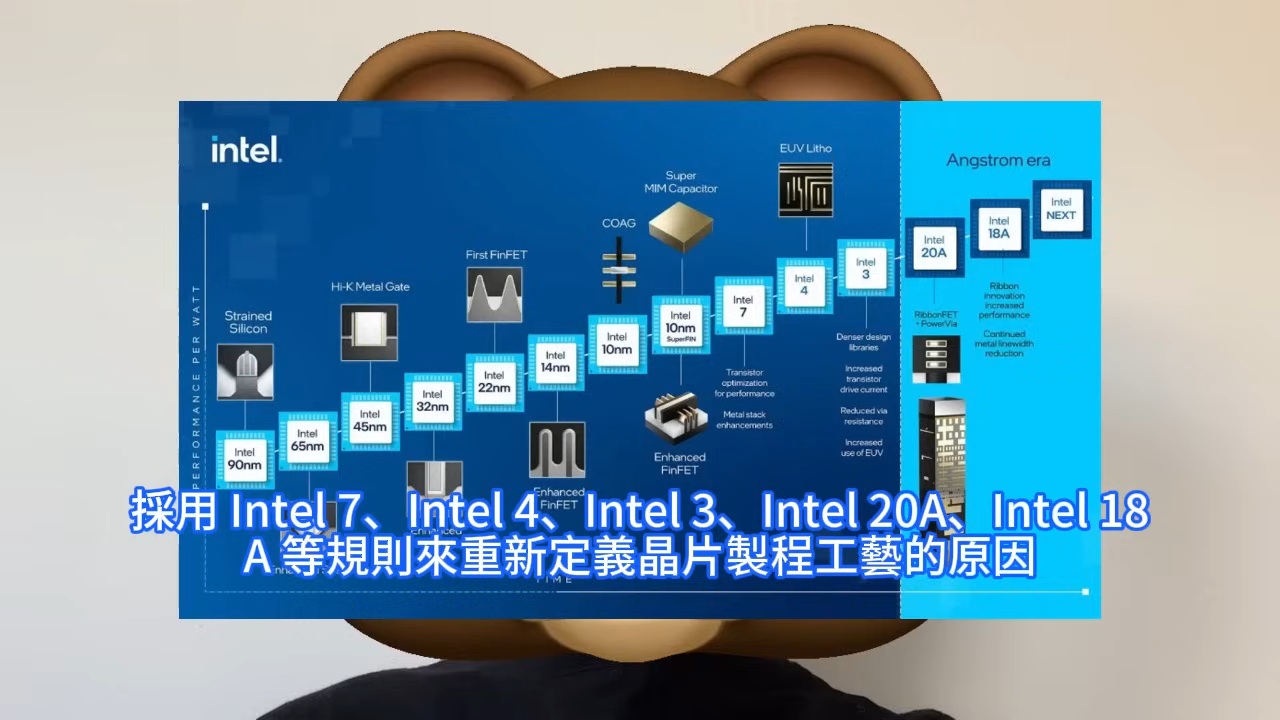 intel.
PERFORMANCE PER WATT
Strained
Silicon
Intel
90nm
Intel
65nm
Hi-K Metal Gate
Intel
45nm
Intel
32nm
Enhanced
First FinFET
Intel
22nm
Intel
14nm
Enhanced
FinFET
COAG
Intel
10nm
Super
MIM Capacitor
Intel
10nm
SuperFIN
Enhanced
FinFET
Intel
7
Transistor
optimization
for performance
Metal stack
enhancements
EUV Litho
Intel
4
Intel
3
Denser design
libraries
Increased
transistor
drive current
Reduced via
resistance
Increased
use of EUV
Angstrom era
Intel
20A
RibbonFET
+ PowerVia
Intel
18A
Ribbon
innovation
increased
performance
Continued
metal linewidth
reduction
Intel
NEXT
TIME
採用 Intel 7、Intel 4、Intel 3、Intel 20A、Intel 18
A 等規則來重新定義晶片製程工藝的原因